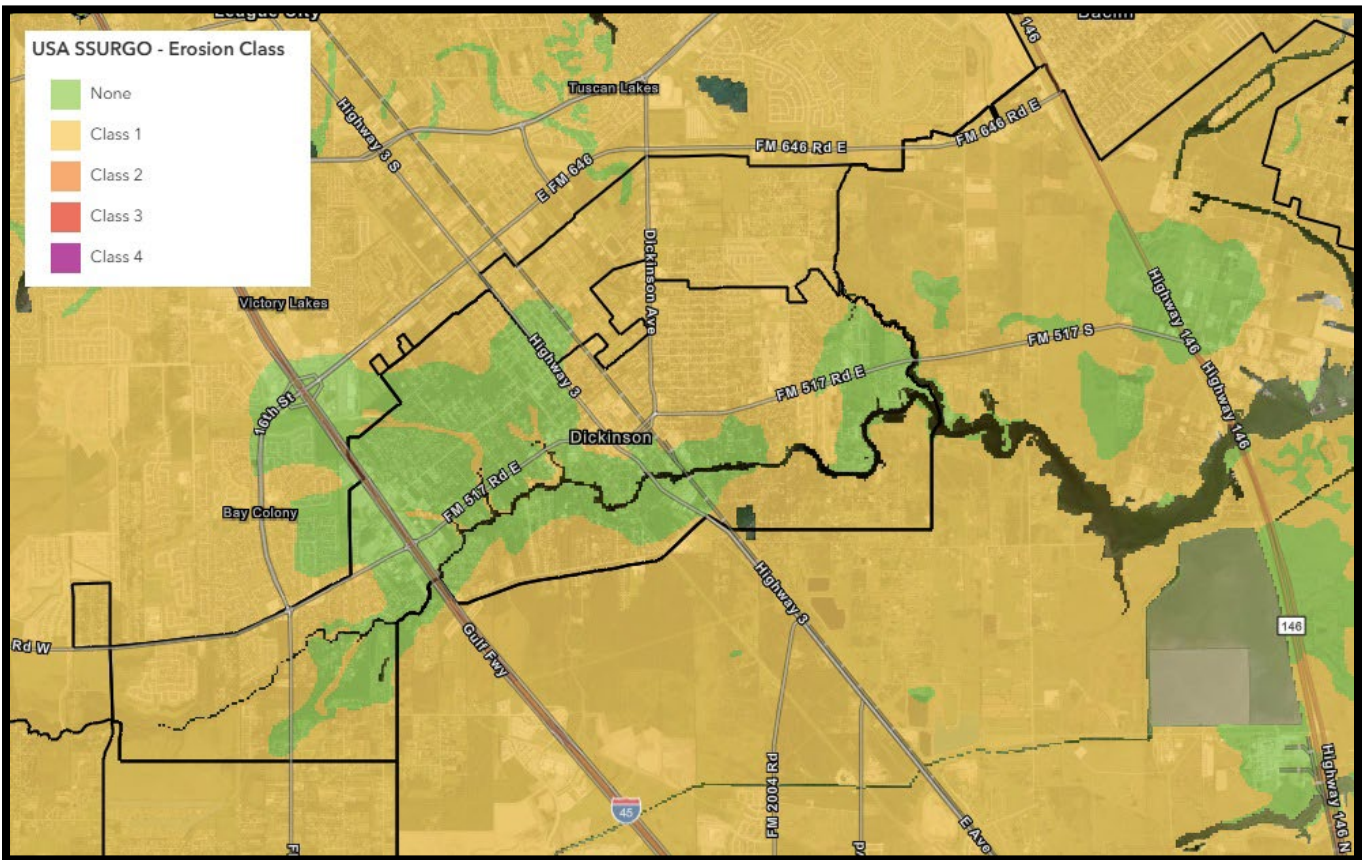 League City
Baclif
146
USA SSURGO - Erosion Class
None
Class 1
Class 2
Class 3
Class 4
Tuscan Lakes
Highway 3 S
E FM 646
FM 646 Rd E
FM 646 Rd E
Dickinson Ave
Victory Lakes
Highway 3
Highway 146
FM 517 S
FM 517 Rd E
Highway 146
16th St
Dickinson
FM 517 Rd E
Bay Colony
Highway 3
146
Rd W
Gulf Fwy
FM 2004 Rd
Highway 146 N
45
E Ave